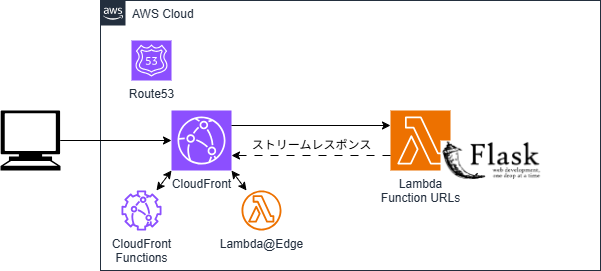 aws
AWS Cloud
53
Route53
ストリームレスポンス
CloudFront
Lambda
Function URLs
Flask
web development,
one drop at a time
CloudFront
Functions
Lambda@Edge